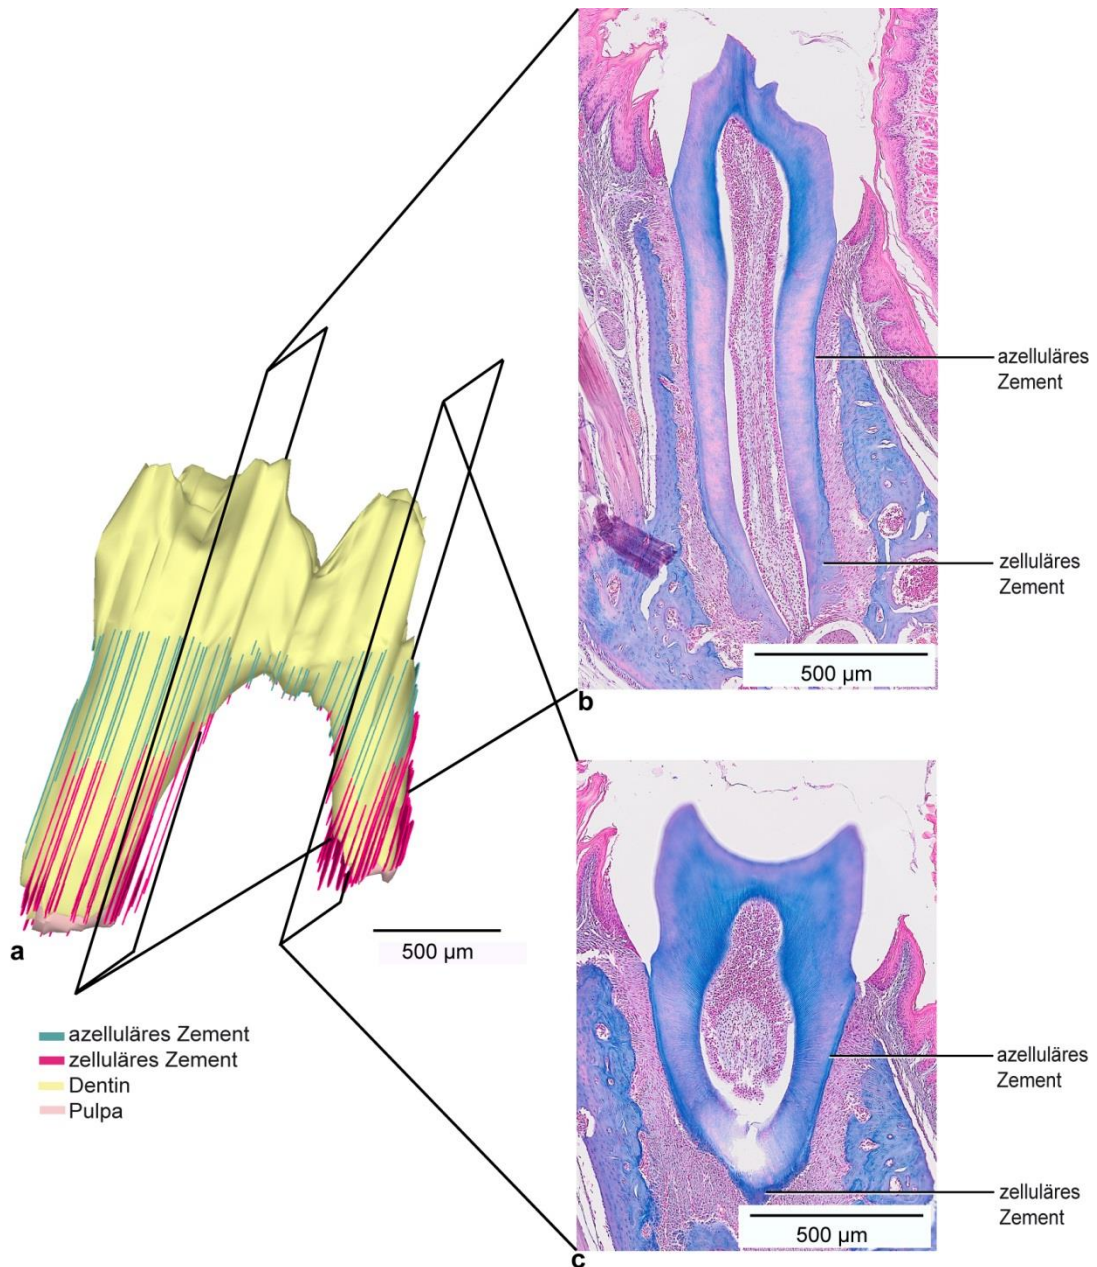 azelluläres
Zement
zelluläres
Zement
500 µm
b
a
500 µm
azelluläres Zement
zelluläres Zement
Dentin
Pulpa
azelluläres
Zement
zelluläres
Zement
500 µm
c